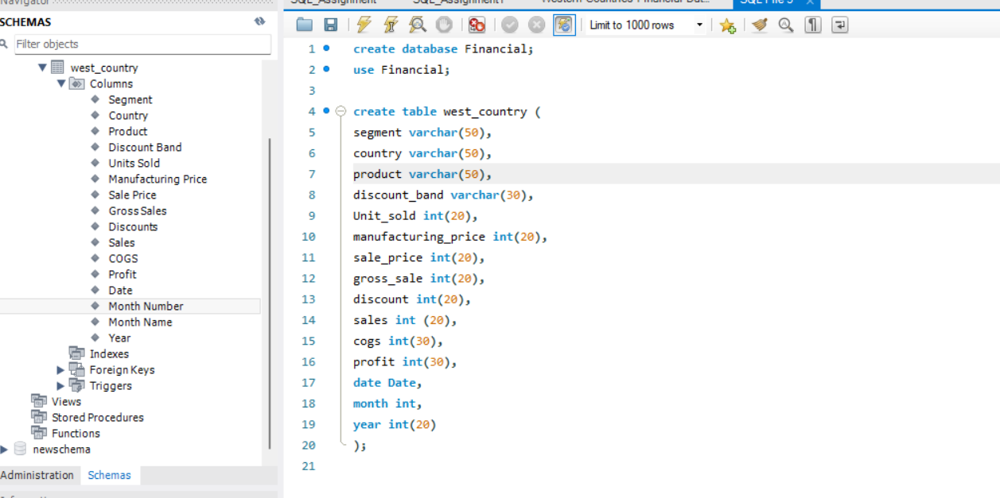 Navigator
SCHEMAS
Filter objects
west_country
Columns
Segment
Country
Product
Discount Band
Units Sold
Manufacturing Price
Sale Price
Gross Sales
Discounts
Sales
COGS
Profit
Date
Month Number
Month Name
Year
Indexes
Foreign Keys
Triggers
Views
Stored Procedures
Functions
newschema
Administration Schemas
SQL_Assignment SQL_Assignment1 Western Countries Financial Dat... SQL File 5
Limit to 1000 rows
1 create database Financial;
2 use Financial;
3
4 create table west_country (
5 segment varchar(50),
6 country varchar(50),
7 product varchar(50),
8 discount_band varchar(30),
9 Unit_sold int(20),
10 manufacturing_price int(20),
11 sale_price int(20),
12 gross_sale int(20),
13 discount int(20),
14 sales int (20),
15 cogs int(30),
16 profit int(30),
17 date Date,
18 month int,
19 year int(20)
20 );
21